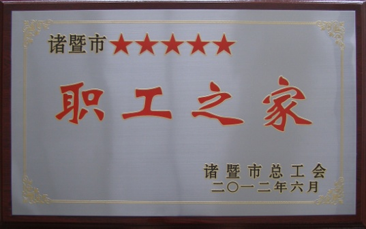 诸暨市★★★★★
职工之家
诸暨市总工会
二〇一二年六月